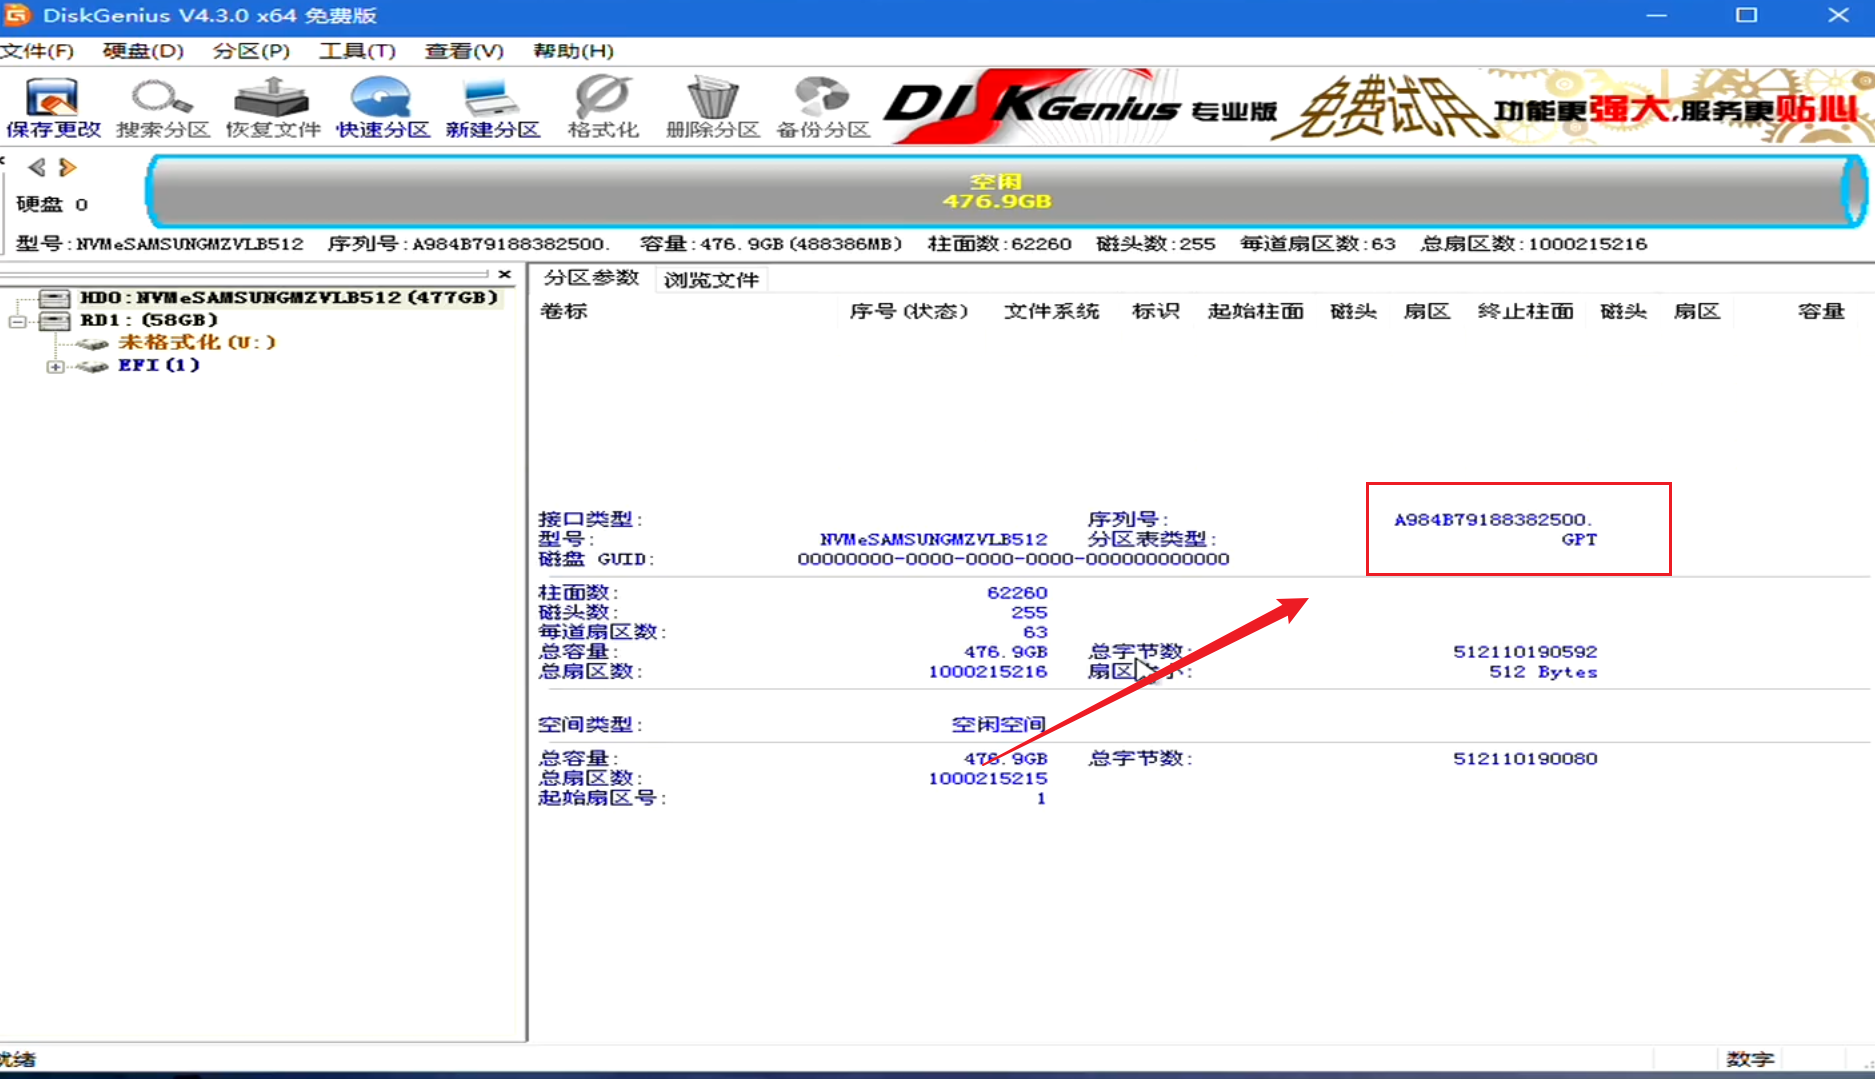 DiskGenius V4.3.0 x64 免费版
文件(F) 硬盘(D) 分区(P) 工具(T) 查看(V) 帮助(H)
保存更改 搜索分区 恢复文件 快速分区 新建分区 格式化 删除分区 备份分区
DISKGenius 专业版 免费试用 功能更强大,服务更贴心
空闲
476.9GB
硬盘 0
型号:NVMeSAMSUNGMZVLB512 序列号:A984B79188382500. 容量:476.9GB(488386MB) 柱面数:62260 磁头数:255 每道扇区数:63 总扇区数:1000215216
HD0:NVMeSAMSUNGMZVLB512(477GB)
RD1:(58GB)
未格式化(U:)
EFI(1)
分区参数 浏览文件
卷标 序号(状态) 文件系统 标识 起始柱面 磁头 扇区 终止柱面 磁头 扇区 容量
接口类型: 序列号: A984B79188382500.
型号: NVMeSAMSUNGMZVLB512 分区表类型: GPT
磁盘 GUID: 00000000-0000-0000-0000-000000000000
柱面数: 62260
磁头数: 255
每道扇区数: 63
总容量: 476.9GB 总字节数: 512110190592
总扇区数: 1000215216 扇区 512 Bytes
空间类型: 空闲空间
总容量: 476.9GB 总字节数: 512110190080
总扇区数: 1000215215
起始扇区号: 1
就绪 数字